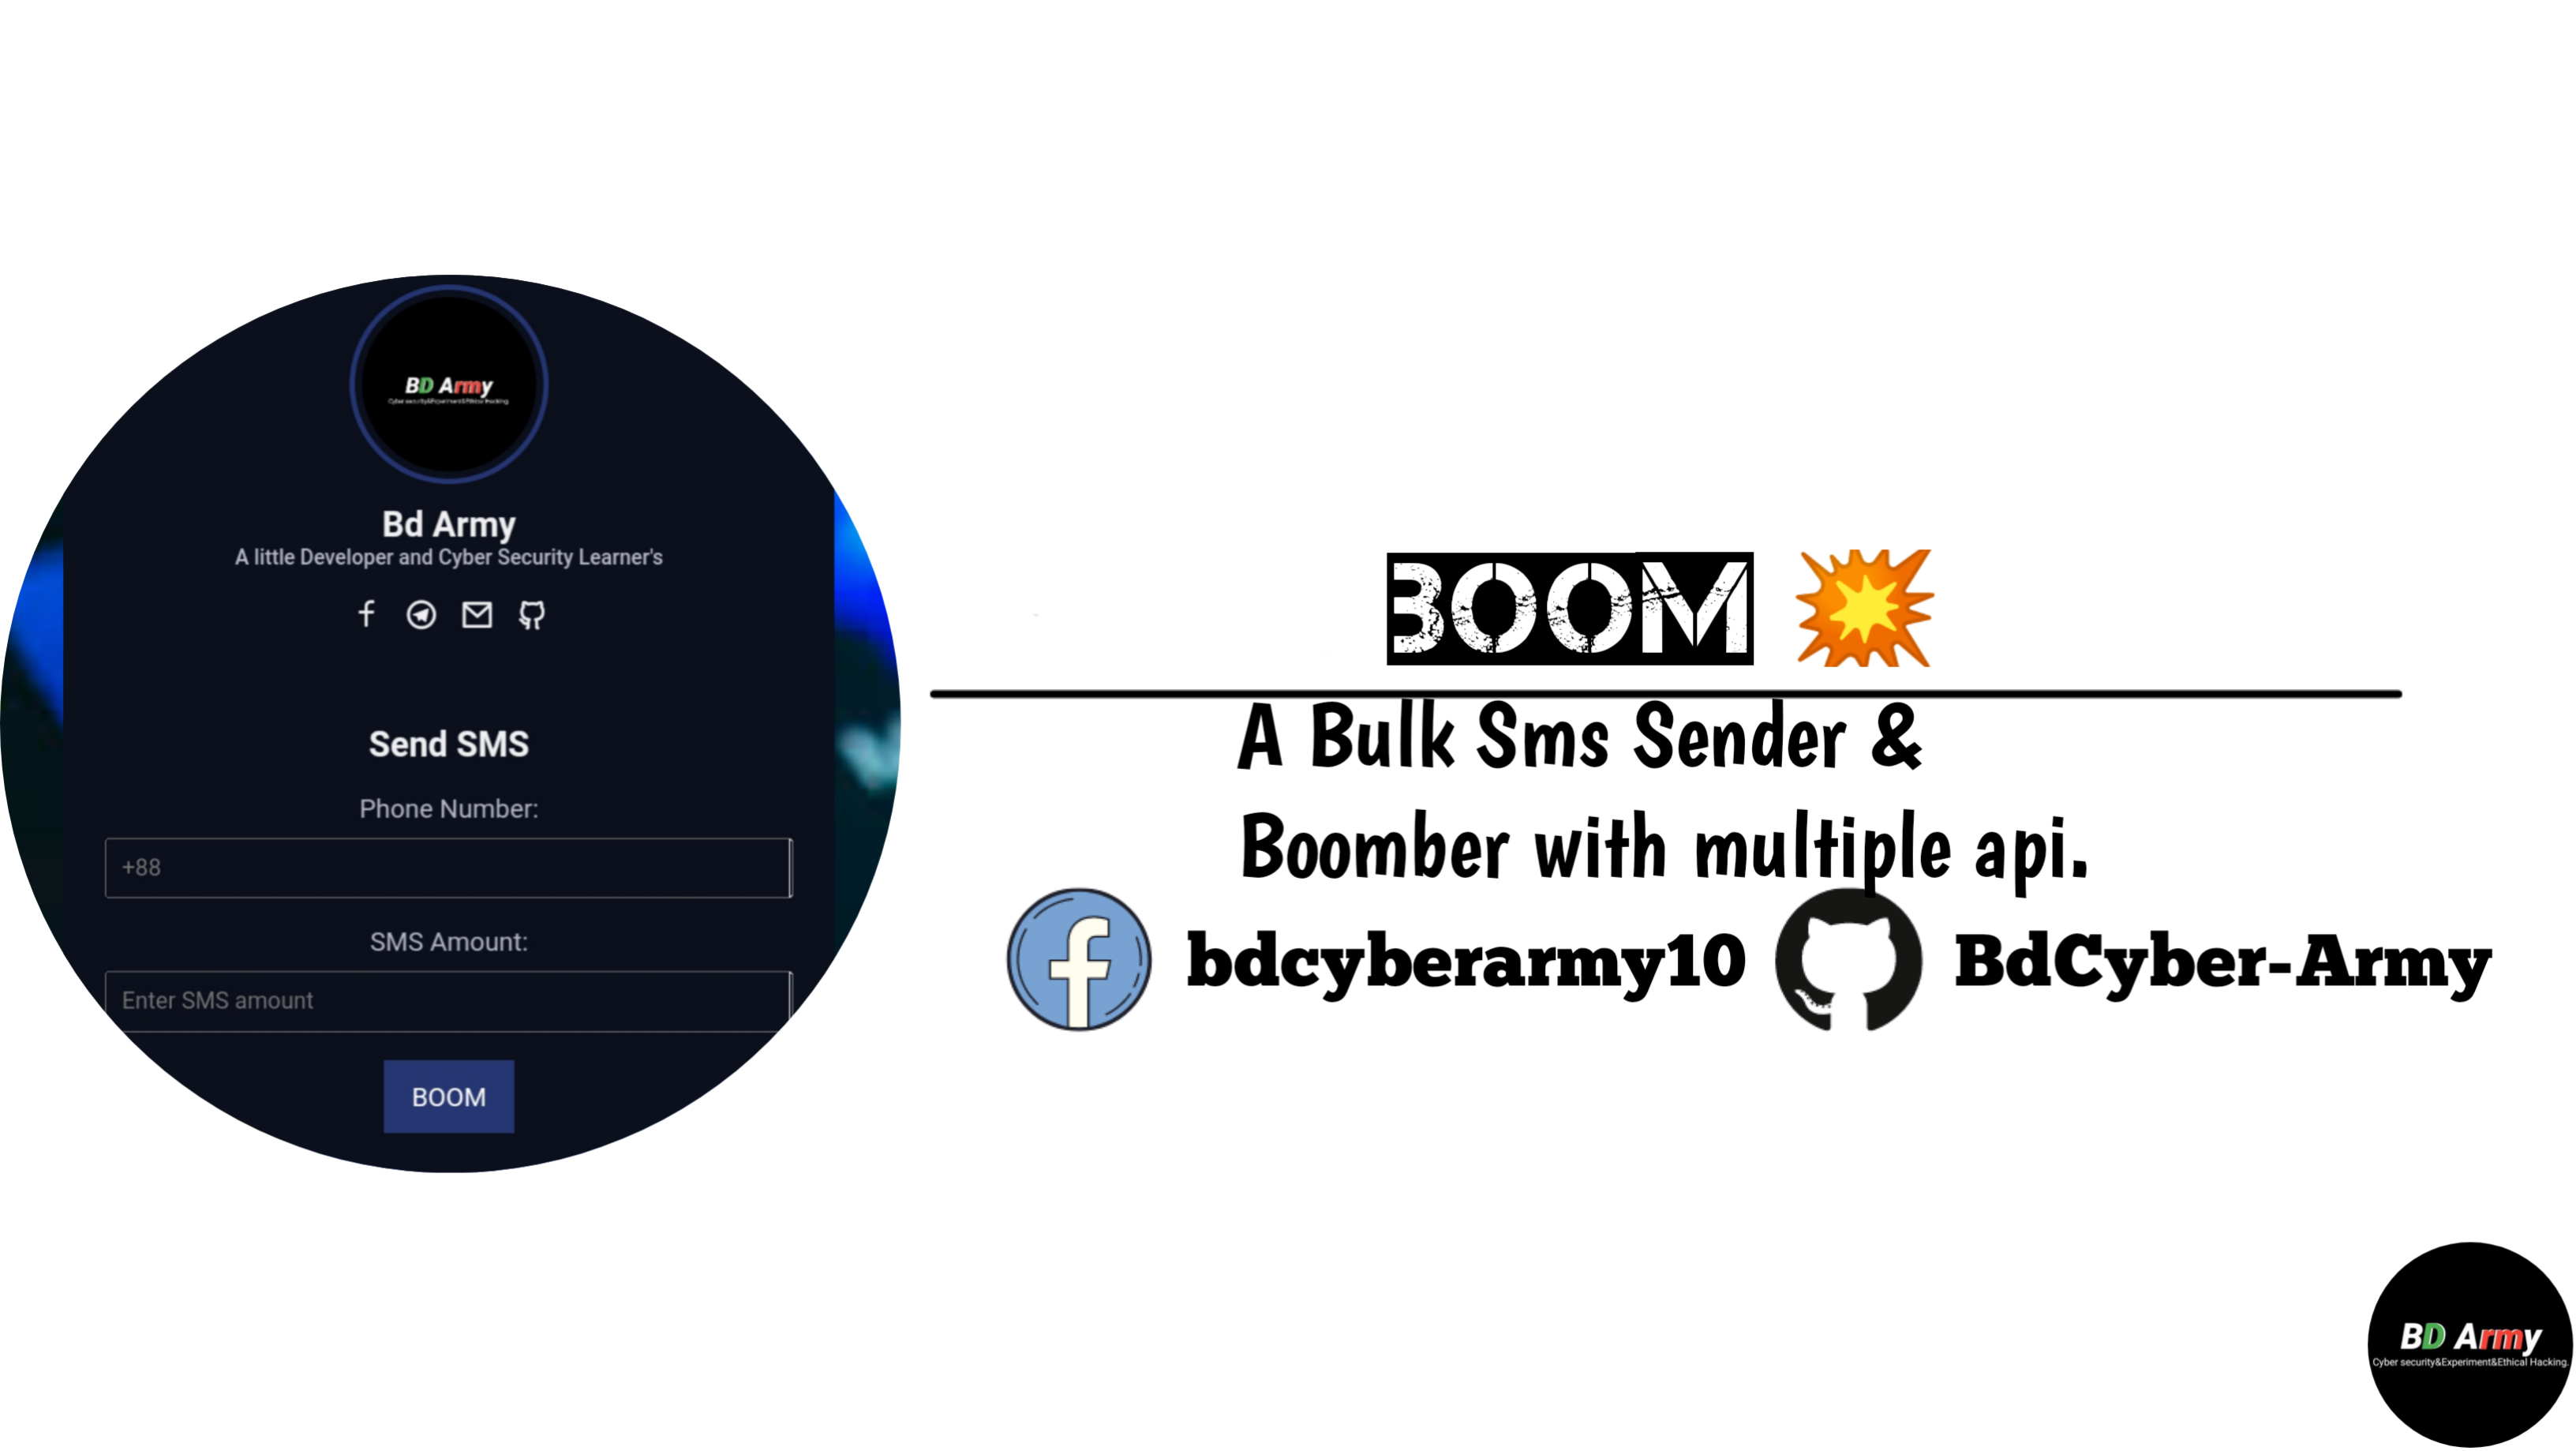 BD Army
Bd Army
A little Developer and Cyber Security Learner's
Send SMS
Phone Number:
+88
SMS Amount:
Enter SMS amount
BOOM
BOOM
A Bulk Sms Sender &
Boomber with multiple api.
bdcyberarmy10 BdCyber-Army
BD Army
Cyber security&Experiment&Ethical Hacking.